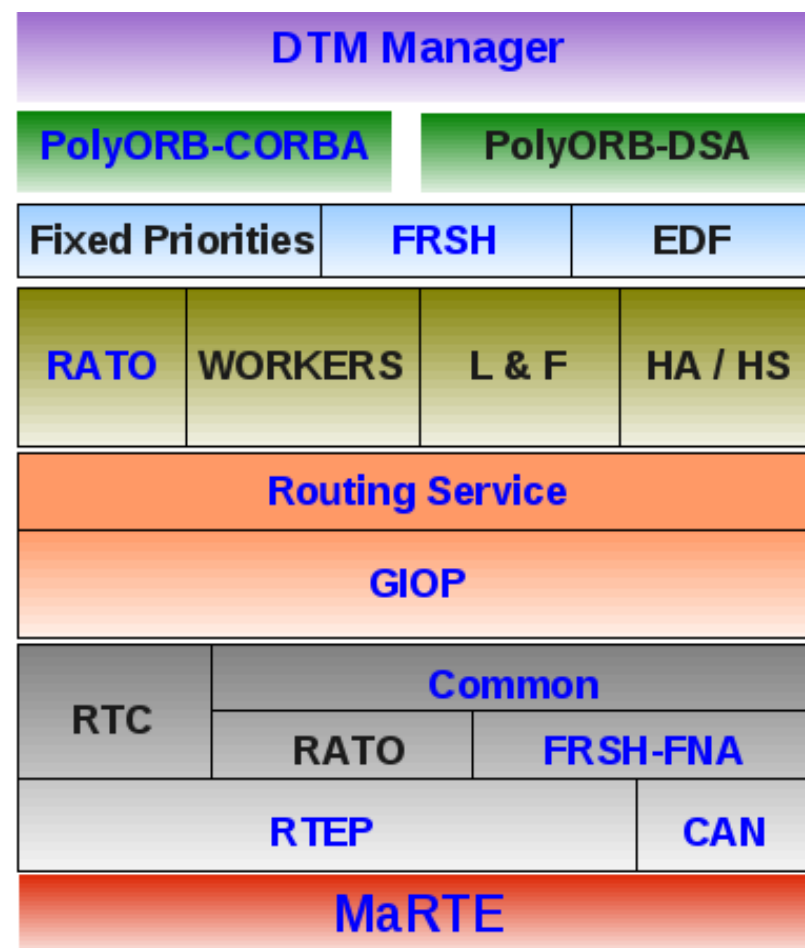 DTM Manager
PolyORB-CORBA PolyORB-DSA
Fixed Priorities FRSH EDF
RATO WORKERS L & F HA / HS
Routing Service
GIOP
Common
RTC
RATO FRSH-FNA
RTEP CAN
MaRTE